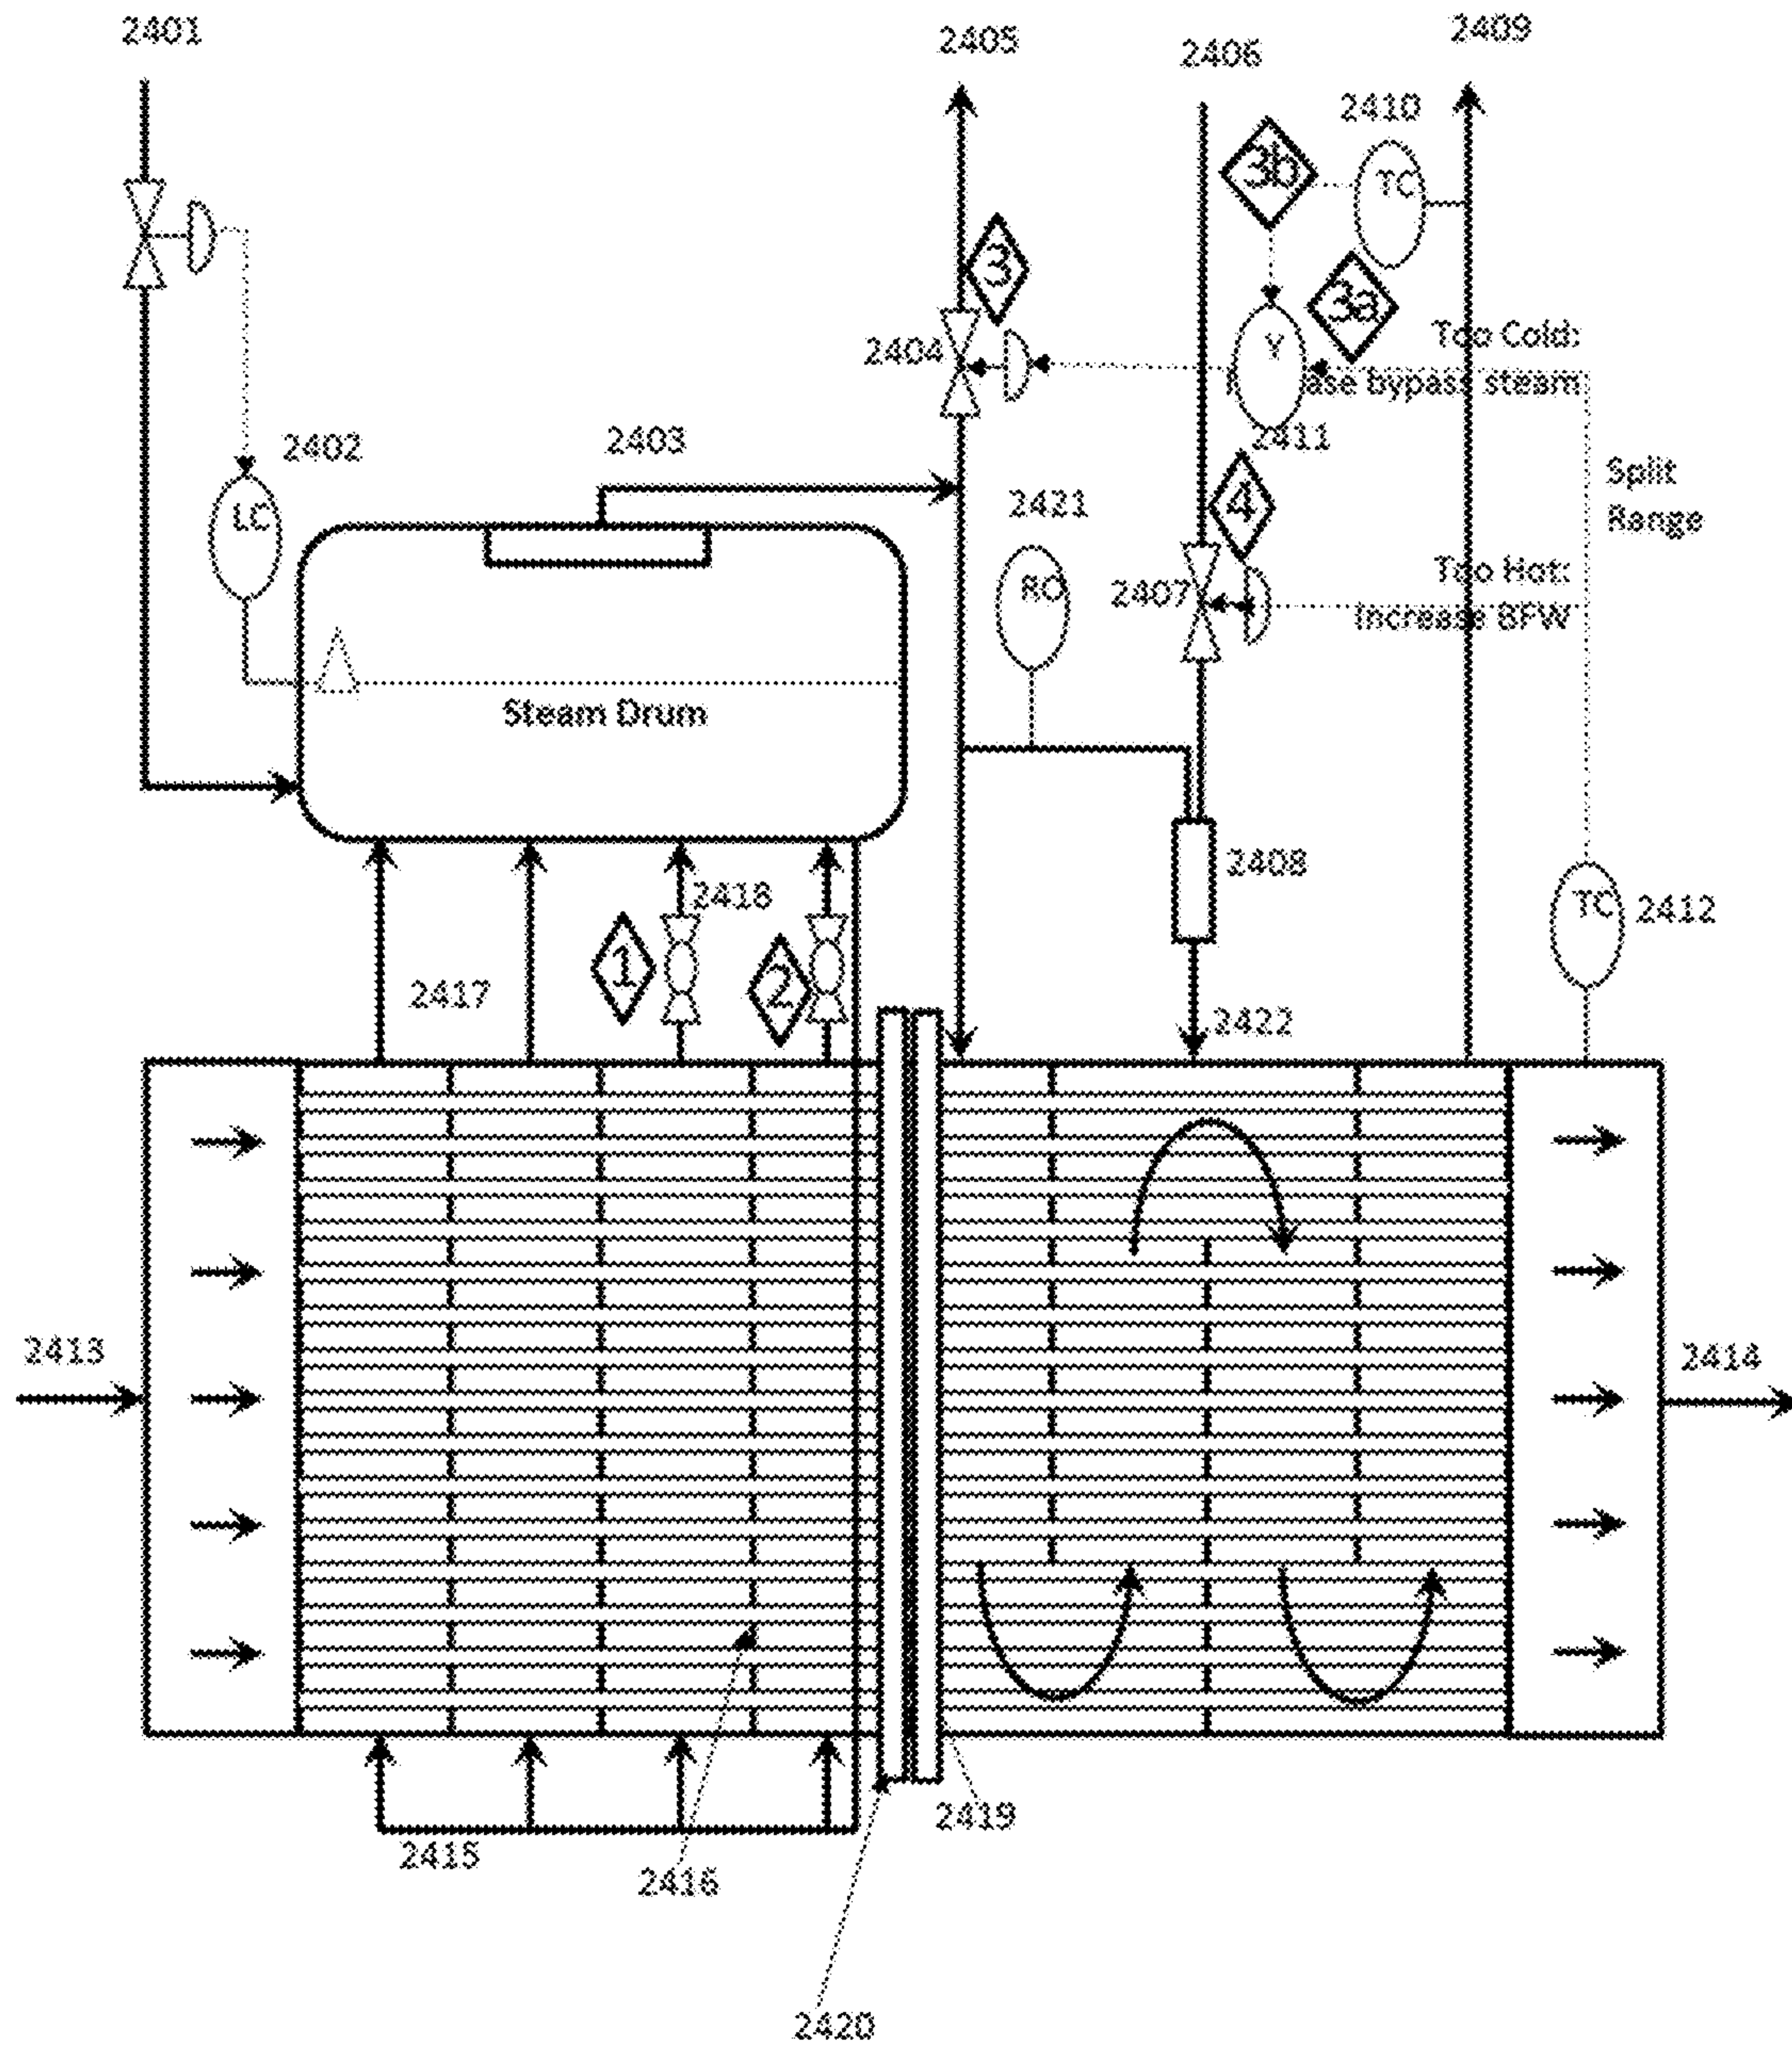 2401
2405
2406
2409
2410
3b
TC
3
3a
Too Cold:
2404
Y
ase bypass steam
2411
2402
2403
Split
Range
LC
2421
4
Too Hot:
RO
2407
Increase BFW
Steam Drum
2408
2418
TC
2412
1
2
2417
2422
2413
2414
2419
2415
2416
2420